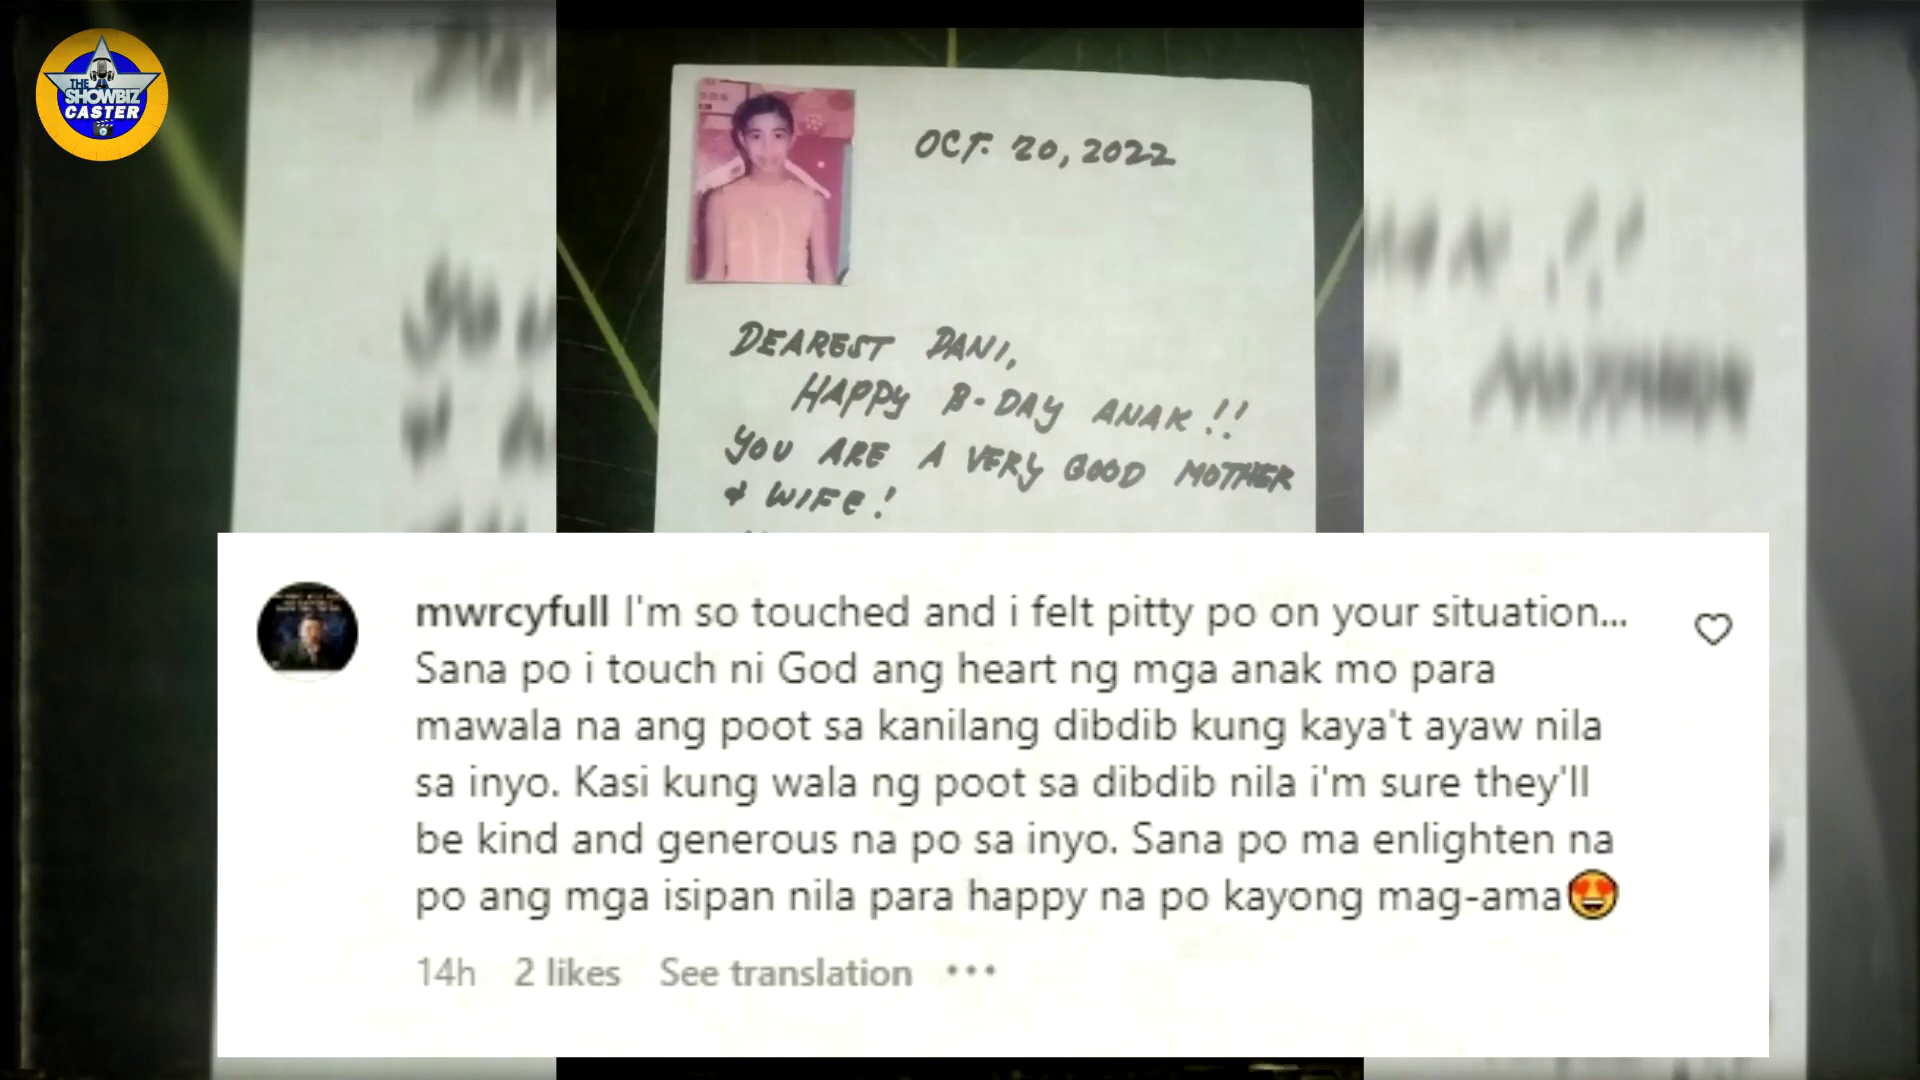 THE
SHOWBIZ
CASTER
OCT. 20, 2022
DEAREST DANI,
HAPPY B-DAY ANAK!!
YOU ARE A VERY GOOD MOTHER
& WIFE!
mwrcyfull I'm so touched and i felt pitty po on your situation...
Sana po i touch ni God ang heart ng mga anak mo para
mawala na ang poot sa kanilang dibdib kung kaya't ayaw nila
sa inyo. Kasi kung wala ng poot sa dibdib nila i'm sure they'll
be kind and generous na po sa inyo. Sana po ma enlighten na
po ang mga isipan nila para happy na po kayong mag-ama😍
14h 2 likes See translation •••